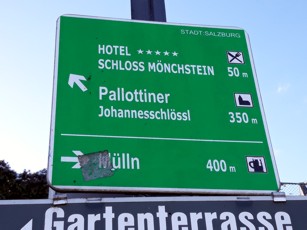 STADT:SALZBURG
HOTEL ★★★★★
SCHLOSS MÖNCHSTEIN 50 m
Pallottiner
Johannesschlössl 350 m
Mülln 400 m
Gartenterrasse